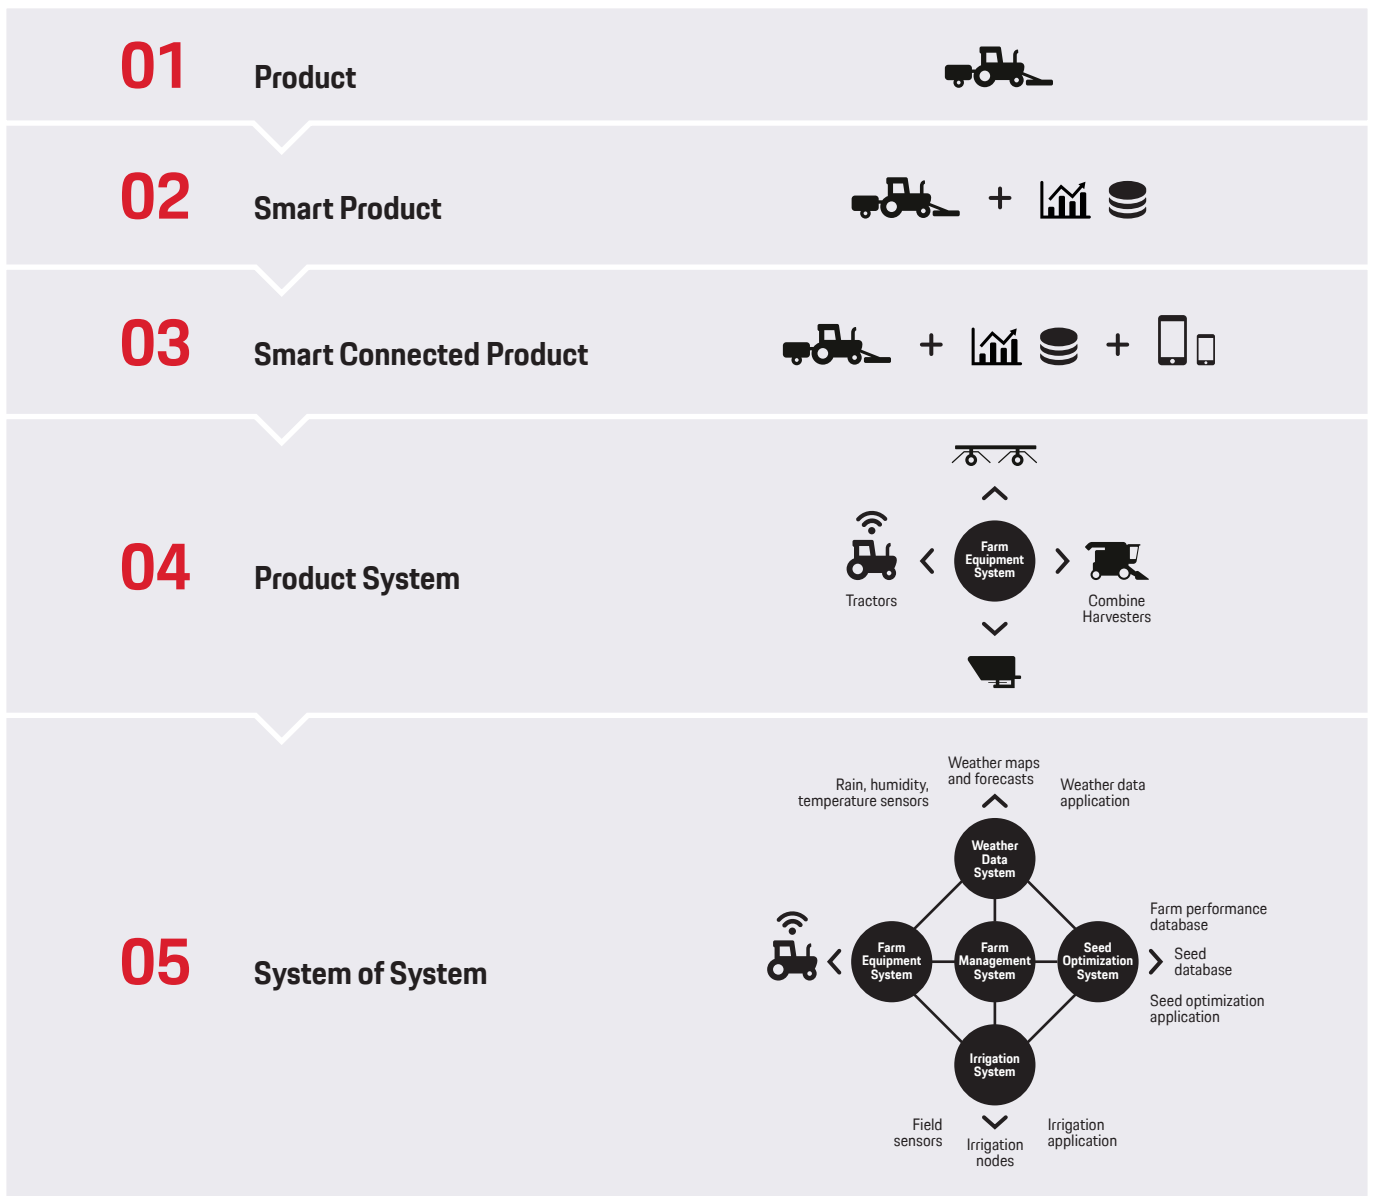 01
Product
02
Smart Product
03
Smart Connected Product
04
Product System
Farm
Equipment
System
Tractors
Combine
Harvesters
05
System of System
Weather maps
and forecasts
Rain, humidity,
temperature sensors
Weather data
application
Weather
Data
System
Farm
Equipment
System
Farm
Management
System
Seed
Optimization
System
Farm performance
database
Seed
database
Seed optimization
application
Irrigation
System
Field
sensors
Irrigation
nodes
Irrigation
application